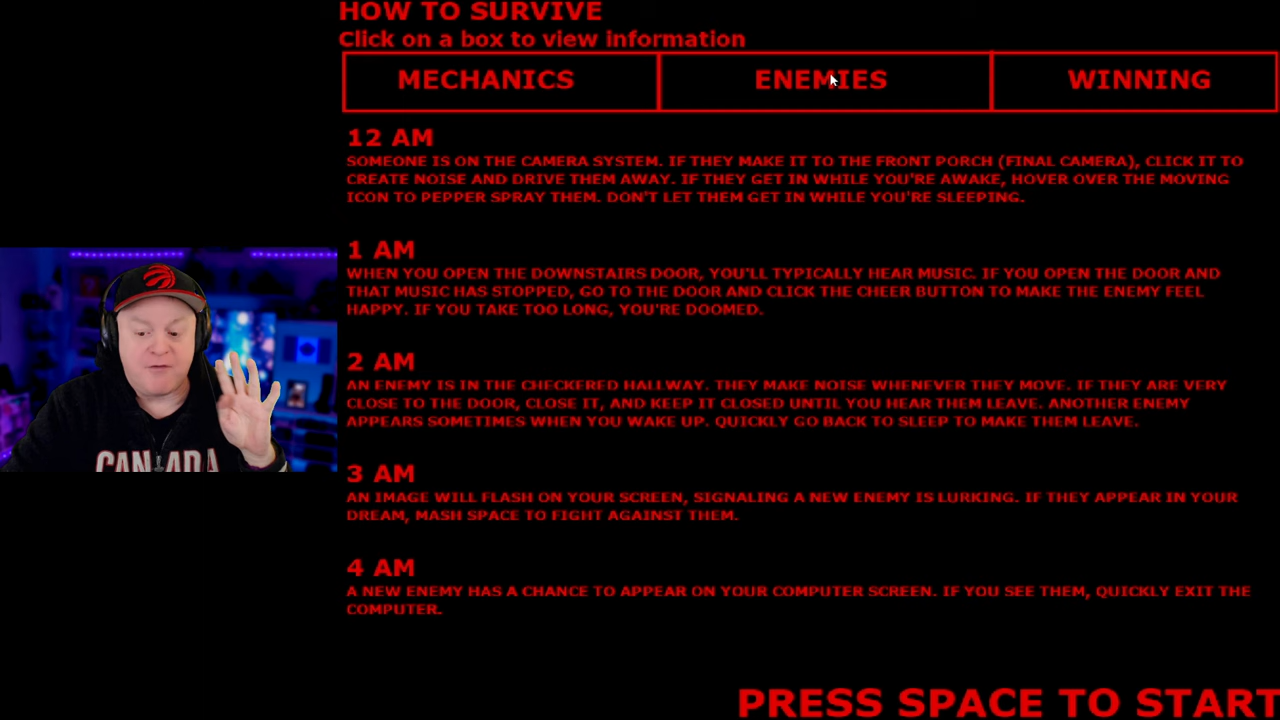 HOW TO SURVIVE
Click on a box to view information
MECHANICS
ENEMIES
WINNING
12 AM
SOMEONE IS ON THE CAMERA SYSTEM. IF THEY MAKE IT TO THE FRONT PORCH (FINAL CAMERA), CLICK IT TO
CREATE NOISE AND DRIVE THEM AWAY. IF THEY GET IN WHILE YOU'RE AWAKE, HOVER OVER THE MOVING
ICON TO PEPPER SPRAY THEM. DON'T LET THEM GET IN WHILE YOU'RE SLEEPING.
1 AM
WHEN YOU OPEN THE DOWNSTAIRS DOOR, YOU'LL TYPICALLY HEAR MUSIC. IF YOU OPEN THE DOOR AND
THAT MUSIC HAS STOPPED, GO TO THE DOOR AND CLICK THE CHEER BUTTON TO MAKE THE ENEMY FEEL
HAPPY. IF YOU TAKE TOO LONG, YOU'RE DOOMED.
2 AM
AN ENEMY IS IN THE CHECKERED HALLWAY. THEY MAKE NOISE WHENEVER THEY MOVE. IF THEY ARE VERY
CLOSE TO THE DOOR, CLOSE IT, AND KEEP IT CLOSED UNTIL YOU HEAR THEM LEAVE. ANOTHER ENEMY
APPEARS SOMETIMES WHEN YOU WAKE UP. QUICKLY GO BACK TO SLEEP TO MAKE THEM LEAVE.
3 AM
AN IMAGE WILL FLASH ON YOUR SCREEN, SIGNALING A NEW ENEMY IS LURKING. IF THEY APPEAR IN YOUR
DREAM, MASH SPACE TO FIGHT AGAINST THEM.
4 AM
A NEW ENEMY HAS A CHANCE TO APPEAR ON YOUR COMPUTER SCREEN. IF YOU SEE THEM, QUICKLY EXIT THE
COMPUTER.
CANADA
PRESS SPACE TO START